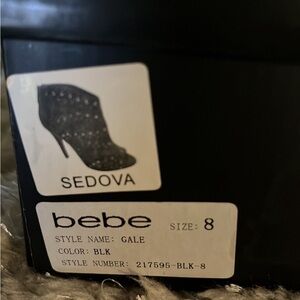 SEDOVA
bebe SIZE: 8
STYLE NAME: GALE
COLOR: BLK
STYLE NUMBER: 217595-BLK-8